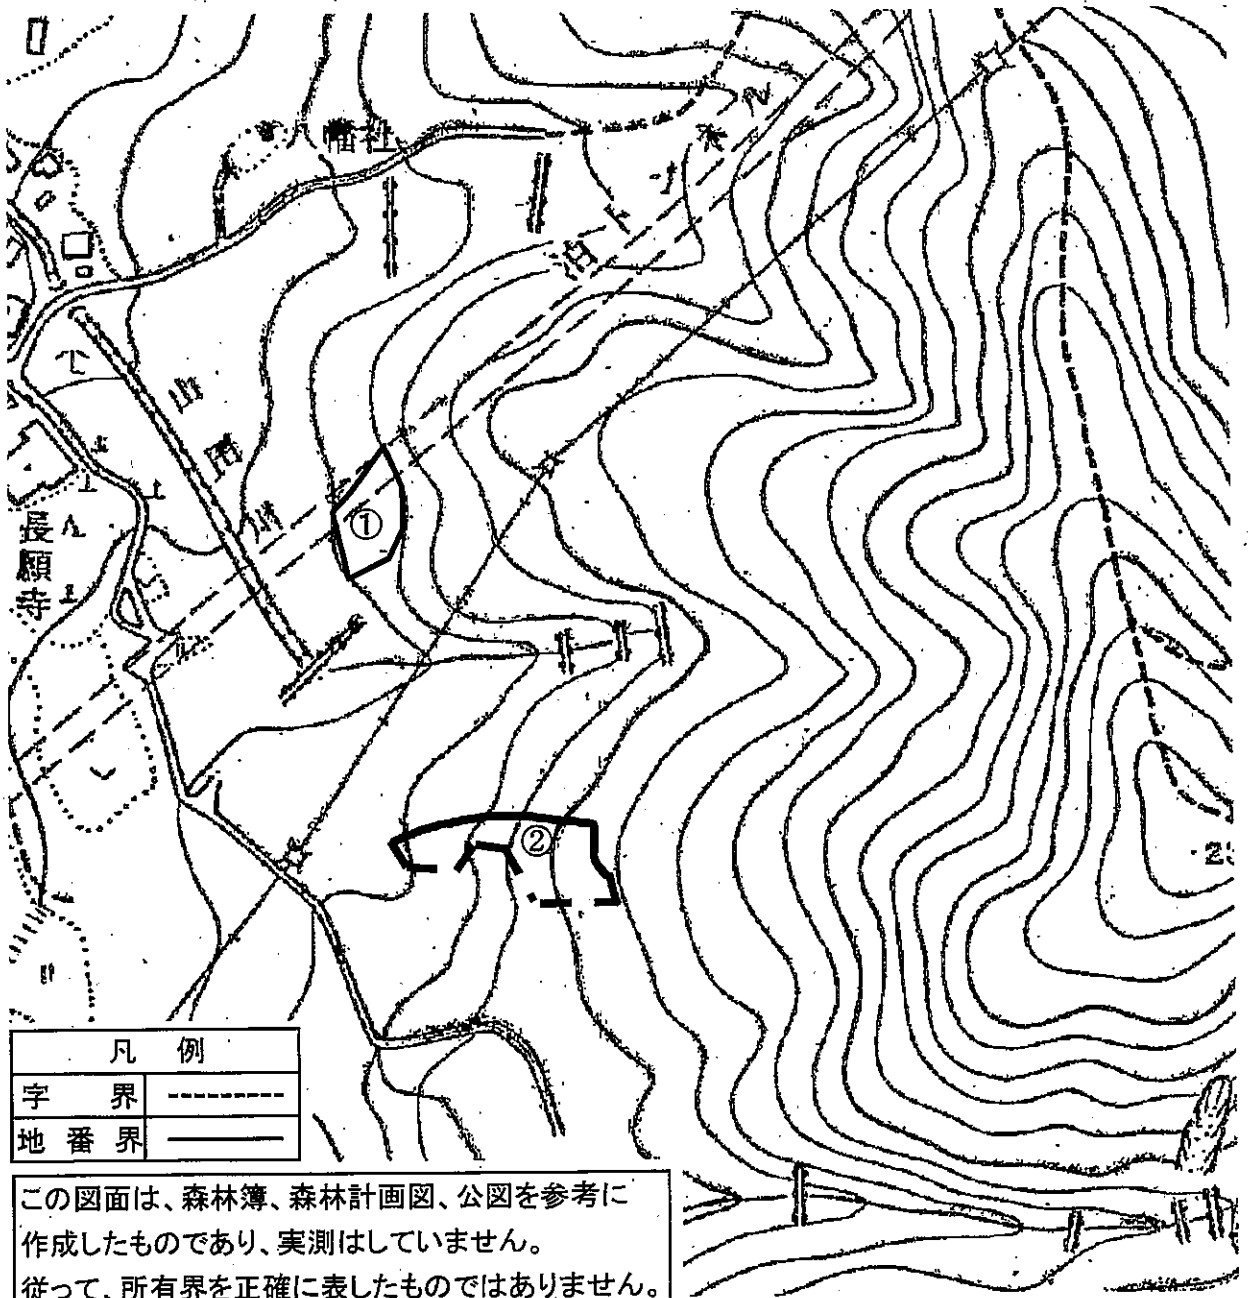 八幡社
水
田
山
用
長願寺
①
②
凡 例
字 界
地 番 界
この図面は、森林簿、森林計画図、公図を参考に
作成したものであり、実測はしていません。
従って、所有界を正確に表したものではありません。